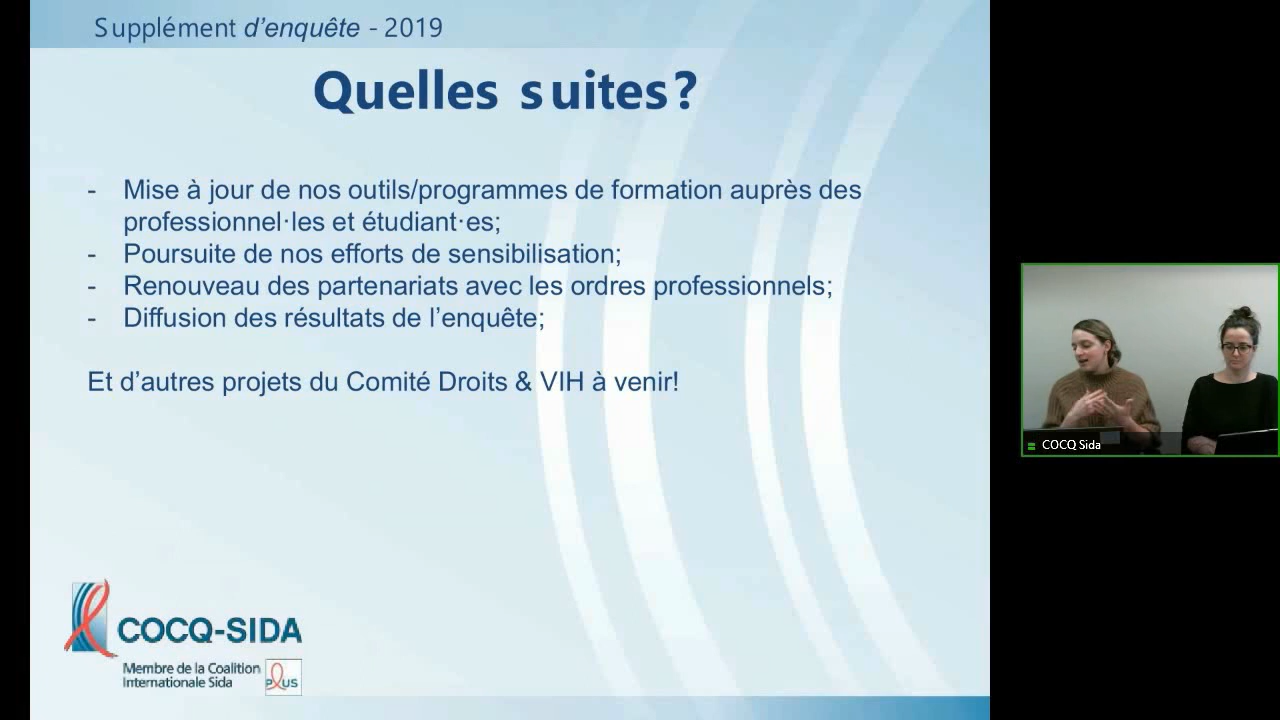 Supplément d’enquête - 2019
Quelles suites?
- Mise à jour de nos outils/programmes de formation auprès des
professionnel·les et étudiant·es;
- Poursuite de nos efforts de sensibilisation;
- Renouveau des partenariats avec les ordres professionnels;
- Diffusion des résultats de l’enquête;
Et d’autres projets du Comité Droits & VIH à venir!
COCQ Sida
COCQ-SIDA
Membre de la Coalition
Internationale Sida
PLUS